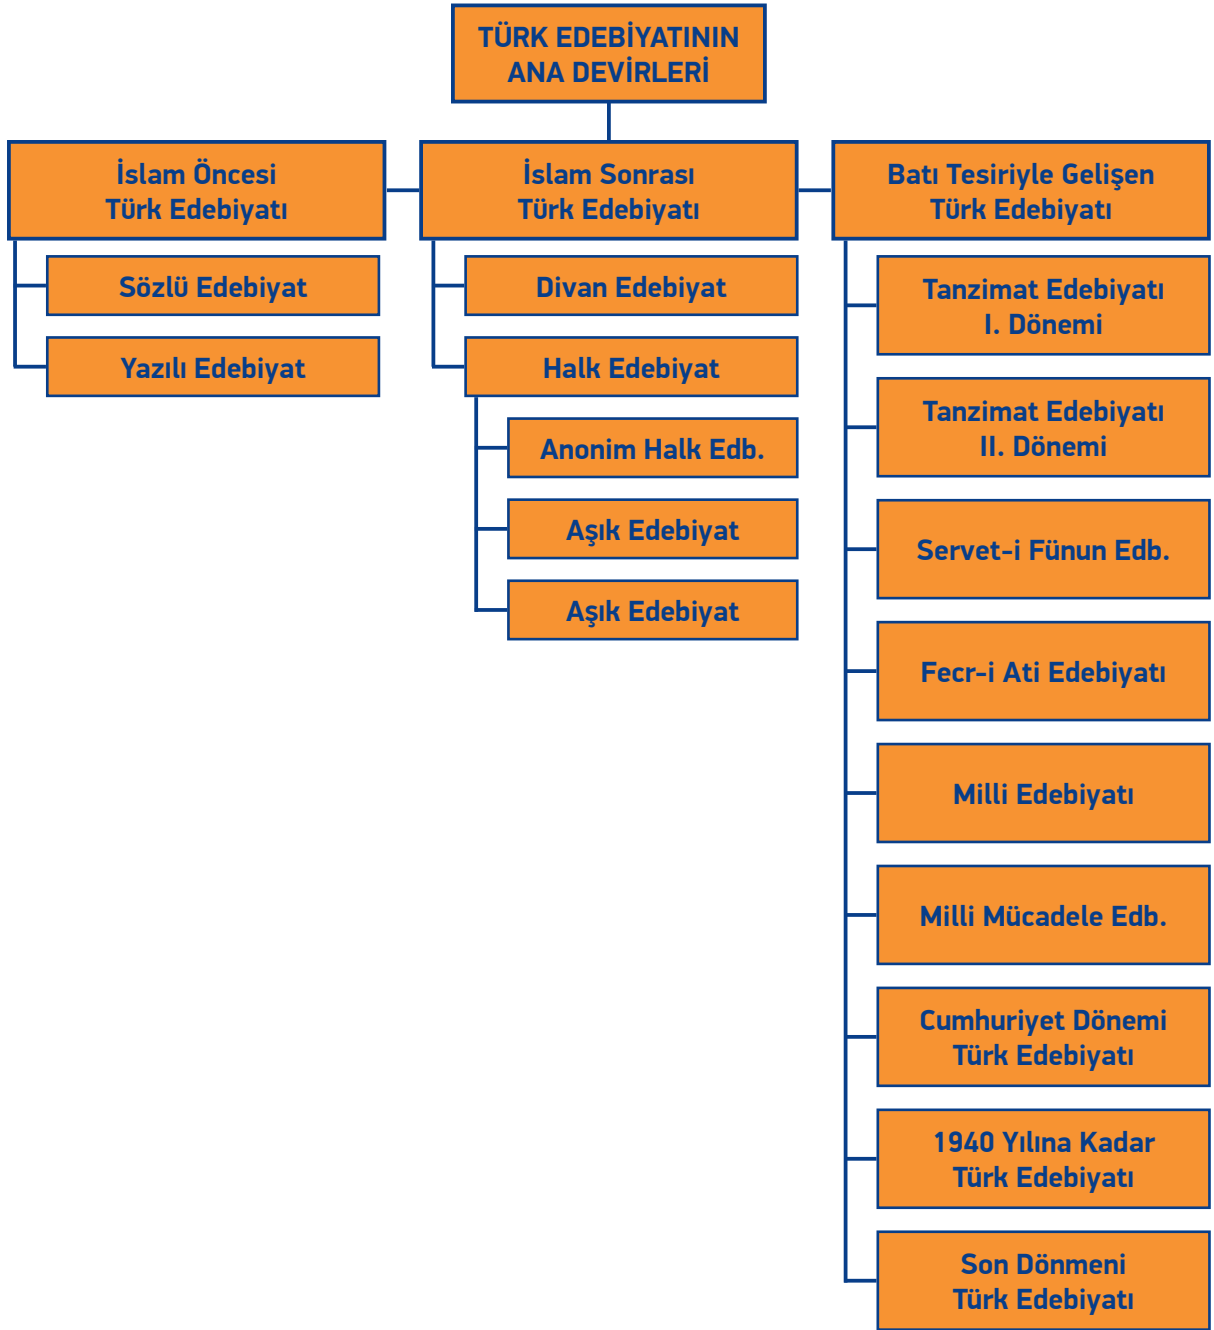 TÜRK EDEBİYATININ
ANA DEVİRLERİ
İslam Öncesi
Türk Edebiyatı
Sözlü Edebiyat
Yazılı Edebiyat
İslam Sonrası
Türk Edebiyatı
Divan Edebiyat
Halk Edebiyat
Anonim Halk Edb.
Aşık Edebiyat
Aşık Edebiyat
Batı Tesiriyle Gelişen
Türk Edebiyatı
Tanzimat Edebiyatı
I. Dönemi
Tanzimat Edebiyatı
II. Dönemi
Servet-i Fünun Edb.
Fecr-i Ati Edebiyatı
Milli Edebiyatı
Milli Mücadele Edb.
Cumhuriyet Dönemi
Türk Edebiyatı
1940 Yılına Kadar
Türk Edebiyatı
Son Dönmeni
Türk Edebiyatı